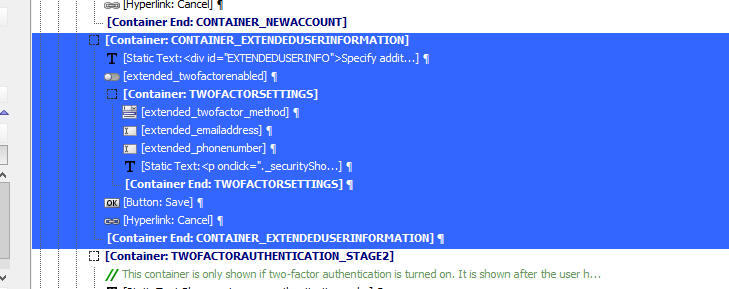 [Hyperlink: Cancel] ¶
[Container End: CONTAINER_NEWACCOUNT]
[Container: CONTAINER_EXTENDEDUSERINFORMATION]
T [Static Text:<div id="EXTENDEDUSERINFO">Specify addit...] ¶
[extended_twofactorenabled] ¶
[Container: TWOFACTORSETTINGS]
[extended_twofactor_method] ¶
[extended_emailaddress] ¶
[extended_phonenumber] ¶
T [Static Text:<p onclick="._securitySho...] ¶
[Container End: TWOFACTORSETTINGS] ¶
OK [Button: Save] ¶
[Hyperlink: Cancel] ¶
[Container End: CONTAINER_EXTENDEDUSERINFORMATION] ¶
[Container: TWOFACTORAUTHENTICATION_STAGE2]
// This container is only shown if two-factor authentication is turned on. It is shown after the user h...